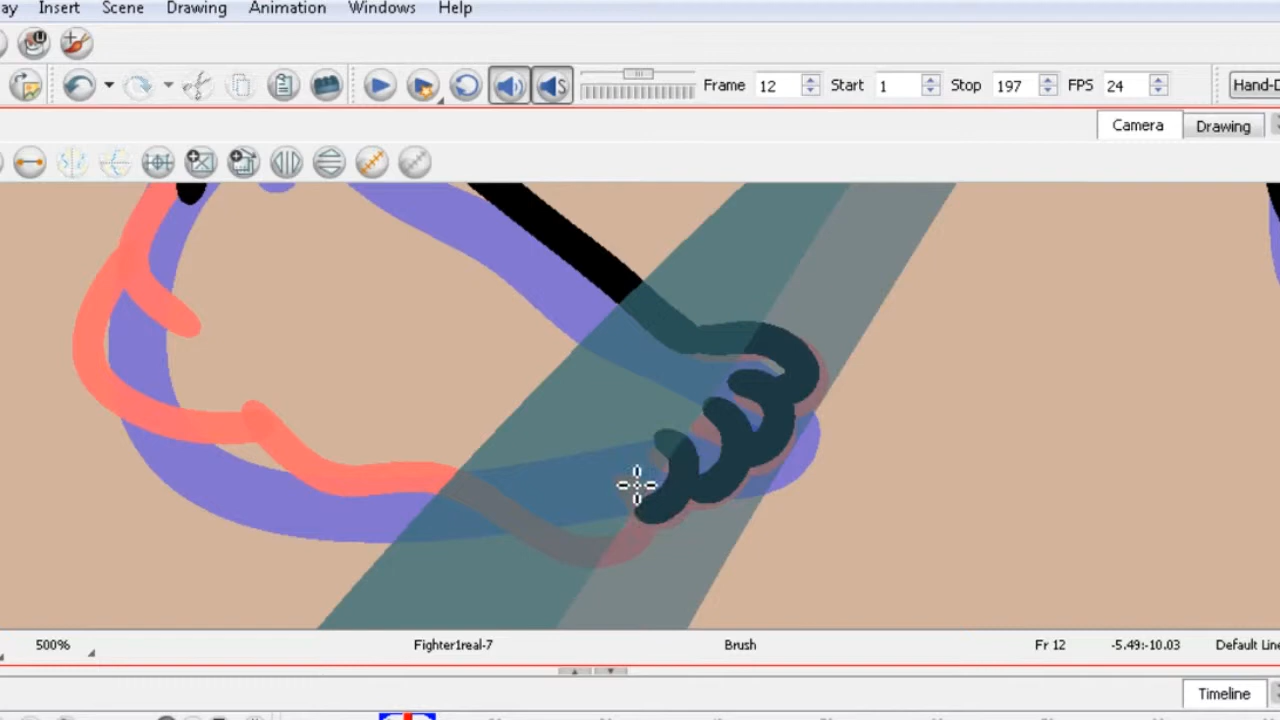 ay Insert Scene Drawing Animation Windows Help
Frame 12 Start 1 Stop 197 FPS 24 Hand-D
Camera Drawing
500% Fighter1real-7 Brush Fr 12 -5.49:-10.03 Default Line
Timeline